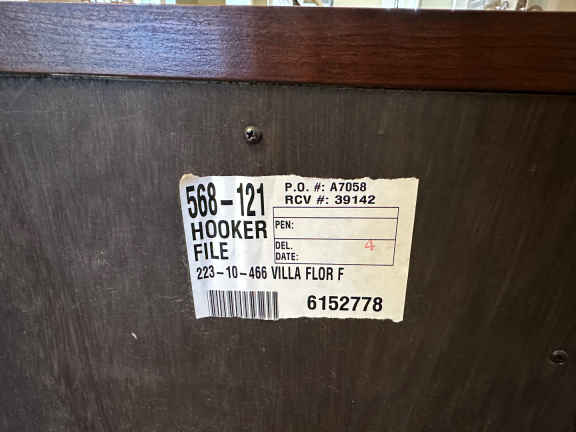 568-121
P.O. #: A7058
RCV #: 39142
HOOKER
FILE
PEN:
DEL.
DATE:
4
223-10-466 VILLA FLOR F
6152778